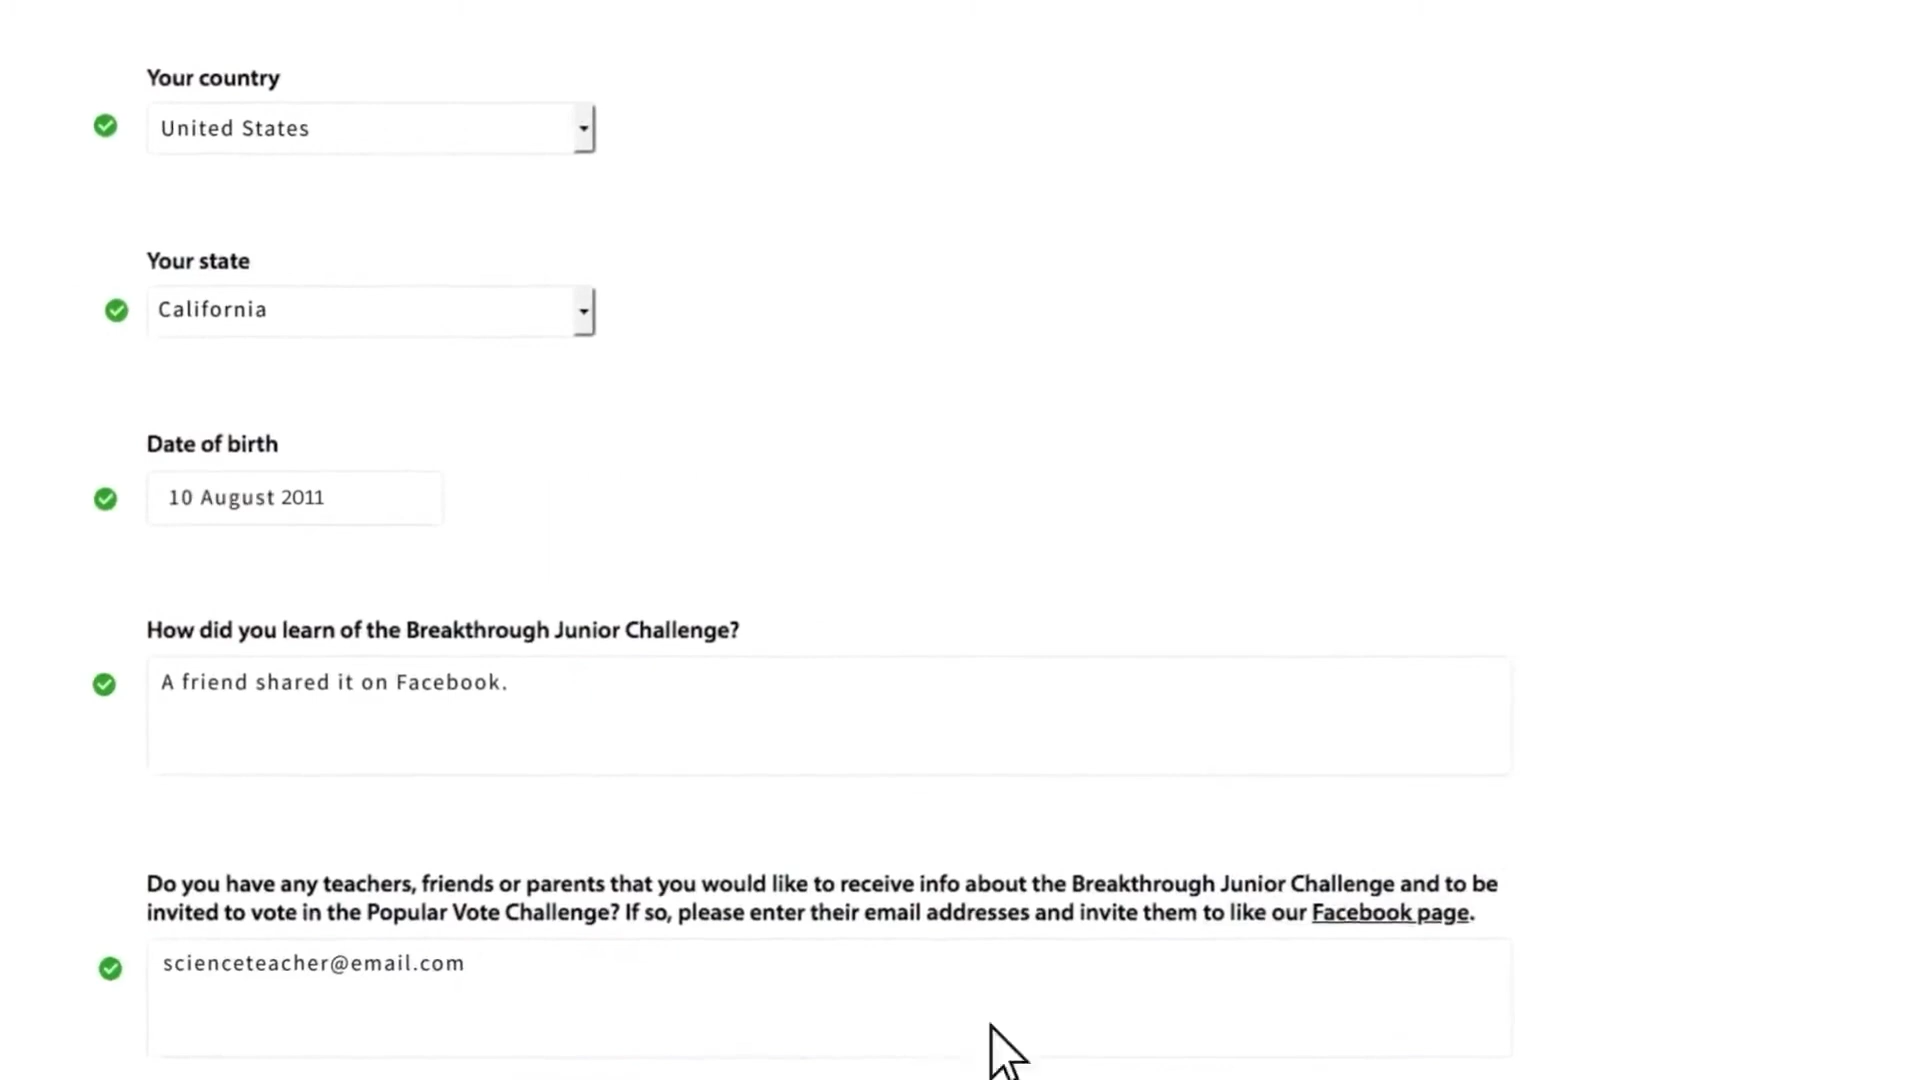 Your country
United States
Your state
California
Date of birth
10 August 2011
How did you learn of the Breakthrough Junior Challenge?
A friend shared it on Facebook.
Do you have any teachers, friends or parents that you would like to receive info about the Breakthrough Junior Challenge and to be
invited to vote in the Popular Vote Challenge? If so, please enter their email addresses and invite them to like our Facebook page.
scienceteacher@email.com